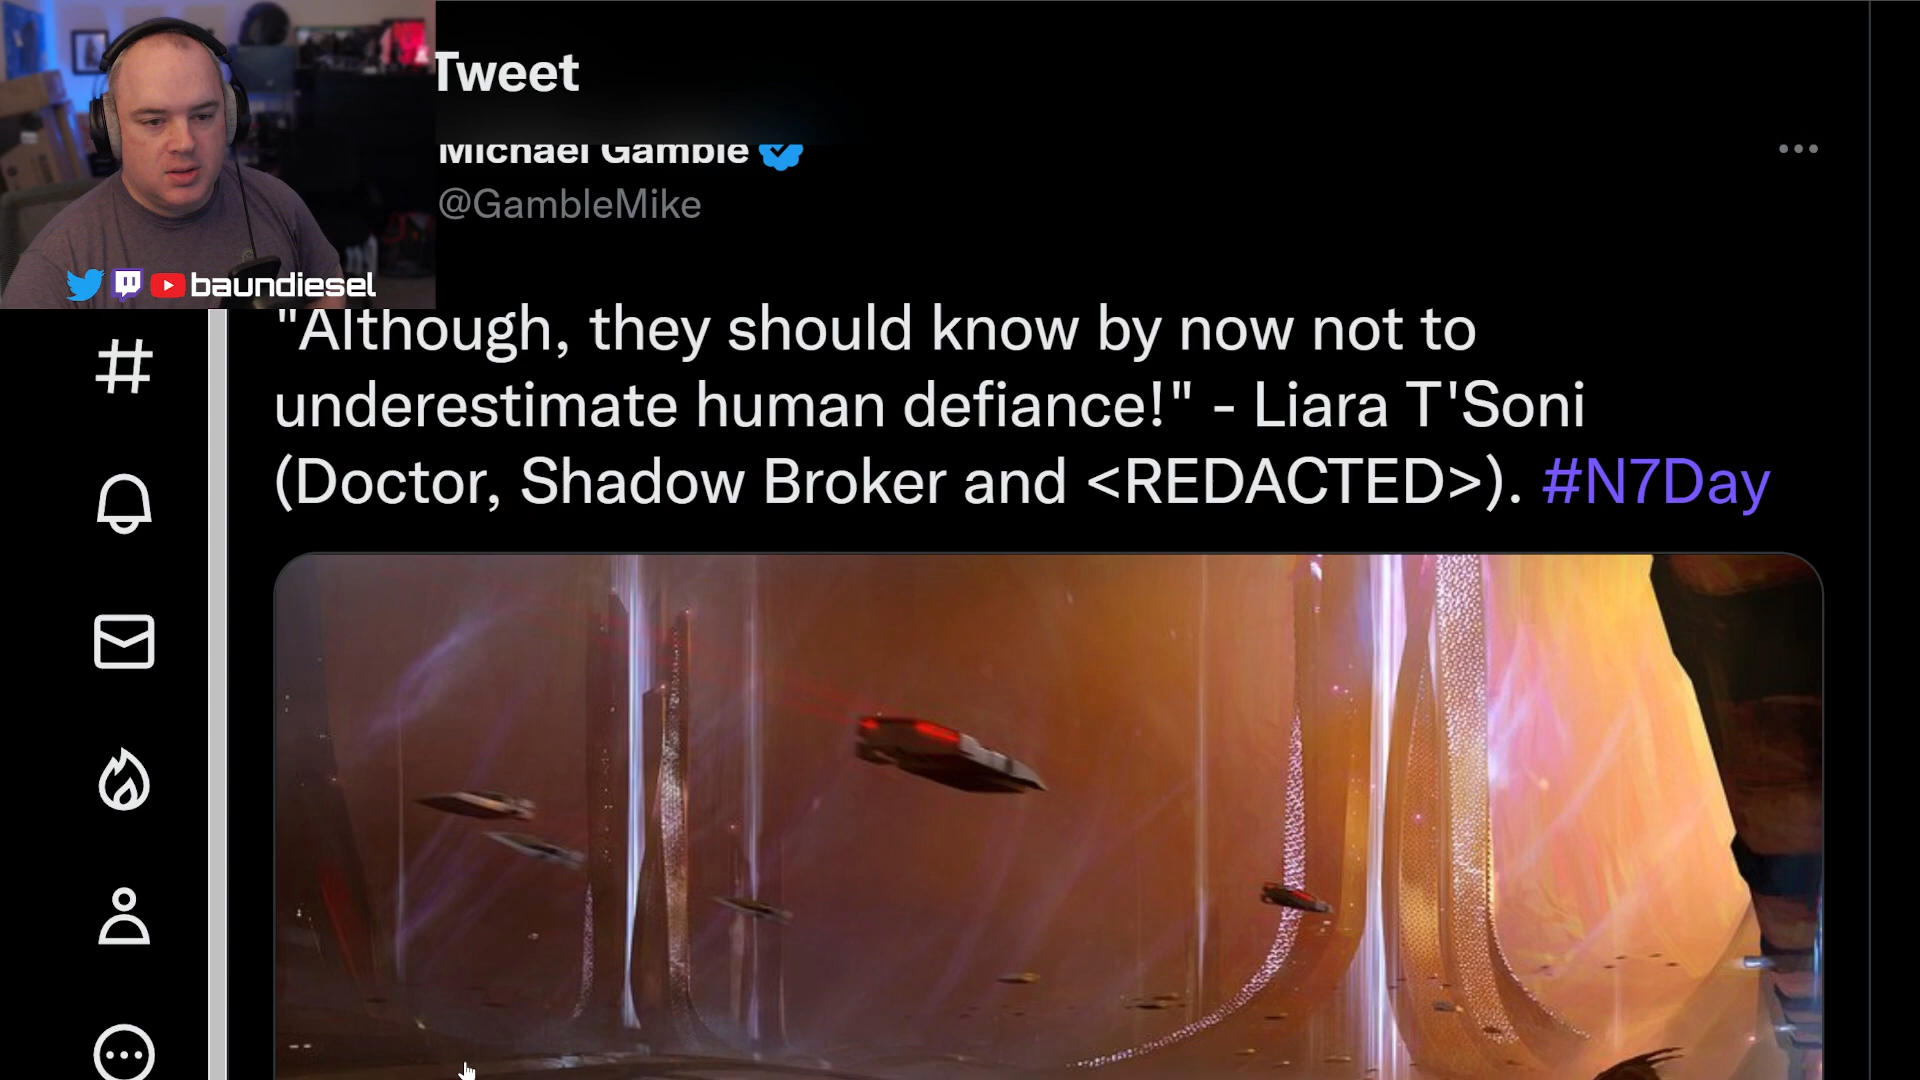 Tweet
Michael Gamble
@GambleMike
baundiesel
"Although, they should know by now not to
underestimate human defiance!" - Liara T'Soni
(Doctor, Shadow Broker and <REDACTED>). #N7Day